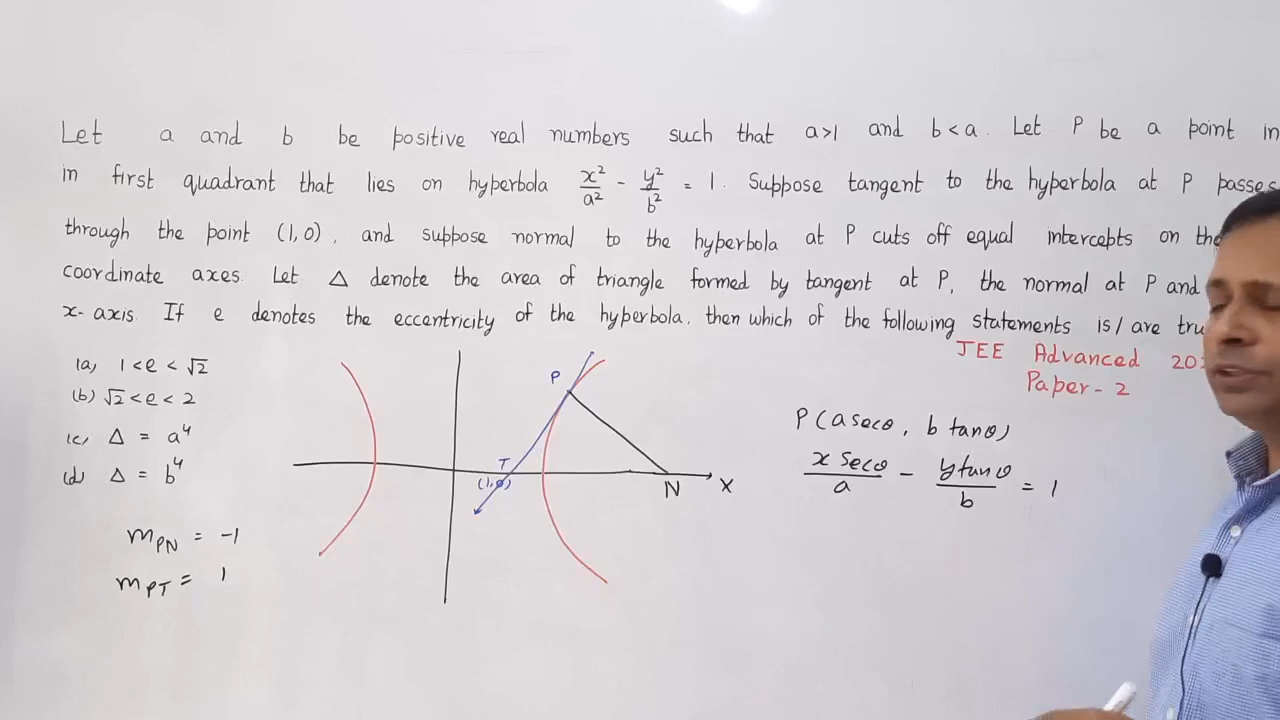 Let a and b be positive real numbers such that a>1 and b<a. Let P be a point in
in first quadrant that lies on hyperbola x²/a² - y²/b² = 1. Suppose tangent to the hyperbola at P passes
through the point (1,0), and suppose normal to the hyperbola at P cuts off equal intercepts on the
coordinate axes. Let Δ denote the area of triangle formed by tangent at P, the normal at P and
x-axis. If e denotes the eccentricity of the hyperbola, then which of the following statements is/are
JEE Advanced
Paper-2
(a) 1<e<√2
(b) √2<e<2
(c) Δ = a⁴
(d) Δ = b⁴
m_PN = -1
m_PT = 1
P
T
(1,0)
N
X
P(a secθ, b tanθ)
x secθ/a - y tanθ/b = 1